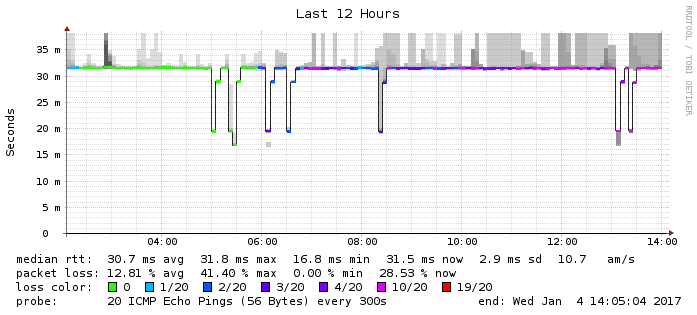 Last 12 Hours
RRDTOOL / TOBI OETIKER
Seconds
35 m
30 m
25 m
20 m
15 m
10 m
5 m
0
04:00 06:00 08:00 10:00 12:00 14:00
median rtt: 30.7 ms avg 31.8 ms max 16.8 ms min 31.5 ms now 2.9 ms sd 10.7 am/s
packet loss: 12.81 % avg 41.40 % max 0.00 % min 28.53 % now
loss color: 0 1/20 2/20 3/20 4/20 10/20 19/20
probe: 20 ICMP Echo Pings (56 Bytes) every 300s end: Wed Jan 4 14:05:04 2017